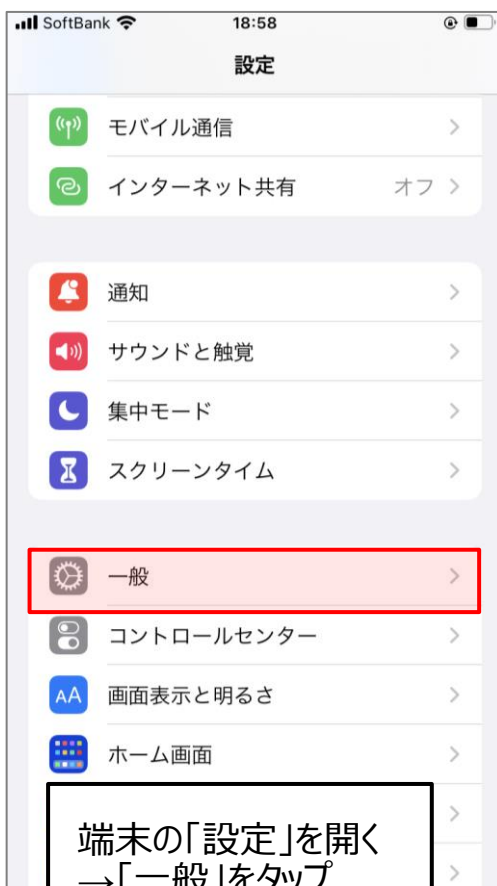 SoftBank 18:58
設定
モバイル通信
インターネット共有 オフ
通知
サウンドと触覚
集中モード
スクリーンタイム
一般
コントロールセンター
AA 画面表示と明るさ
ホーム画面
端末の「設定」を開く
→「一般」をタップ